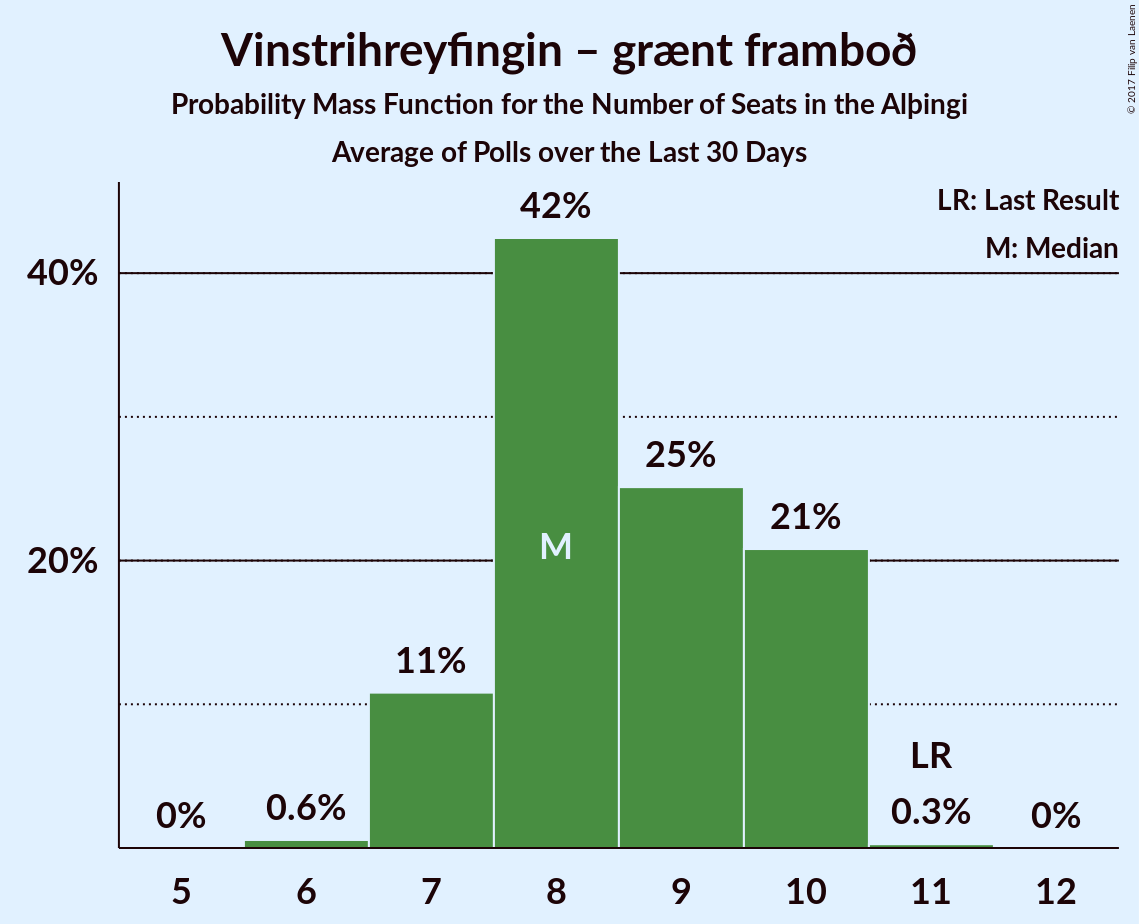 Vinstrihreyfingin – grænt framboð
Probability Mass Function for the Number of Seats in the Alþingi
Average of Polls over the Last 30 Days
© 2017 Filip van Laenen
LR: Last Result
M: Median
40%
20%
0%
0.6%
11%
42%
M
25%
21%
LR
0.3%
0%
5 6 7 8 9 10 11 12